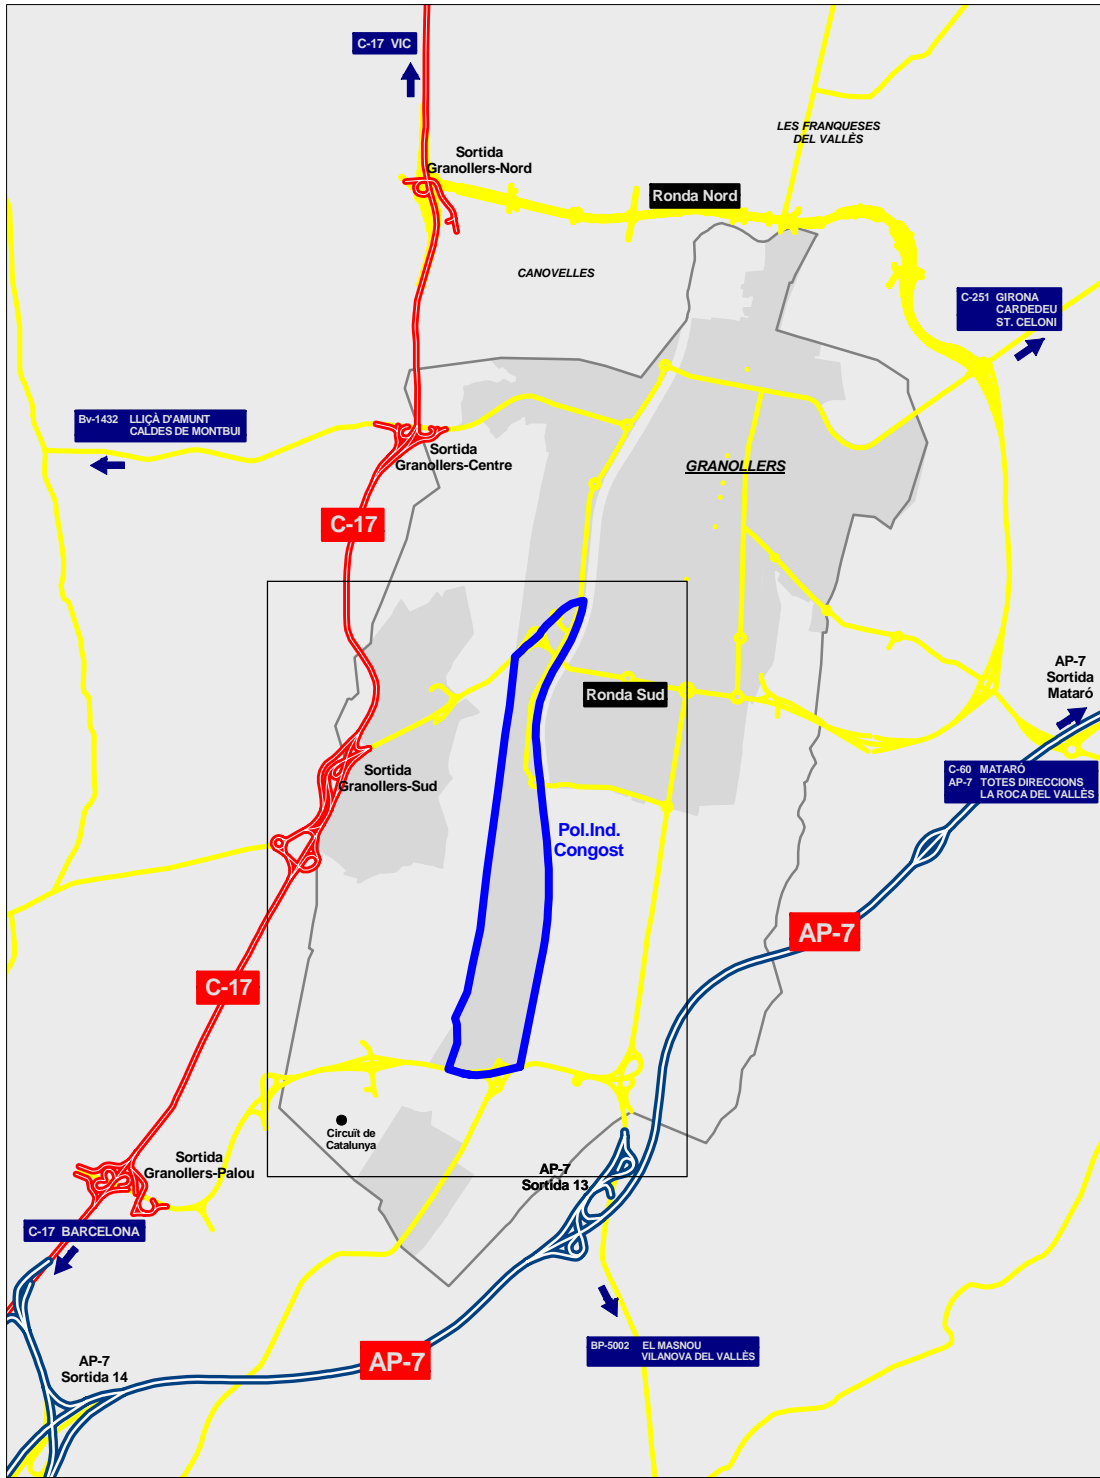 C-17 VIC
LES FRANQUESES
DEL VALLÈS
Sortida
Granollers-Nord
Ronda Nord
CANOVELLES
C-251 GIRONA
CARDEDEU
ST. CELONI
Bv-1432 LLIÇÀ D'AMUNT
CALDES DE MONTBUI
Sortida
Granollers-Centre
GRANOLLERS
C-17
AP-7
Sortida
Mataró
Ronda Sud
Sortida
Granollers-Sud
C-60 MATARÓ
AP-7 TOTES DIRECCIONS
LA ROCA DEL VALLÈS
Pol.Ind.
Congost
AP-7
C-17
Circuït de
Catalunya
Sortida
Granollers-Palou
AP-7
Sortida 13
C-17 BARCELONA
BP-5002 EL MASNOU
VILANOVA DEL VALLÈS
AP-7
AP-7
Sortida 14